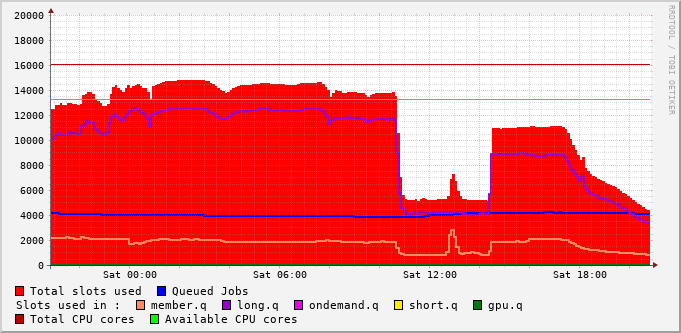 20000
18000
16000
14000
12000
10000
8000
6000
4000
2000
0
Sat 00:00 Sat 06:00 Sat 12:00 Sat 18:00
Total slots used Queued Jobs
Slots used in : member.q long.q ondemand.q short.q gpu.q
Total CPU cores Available CPU cores
RRDTOOL / TOBI OETIKER